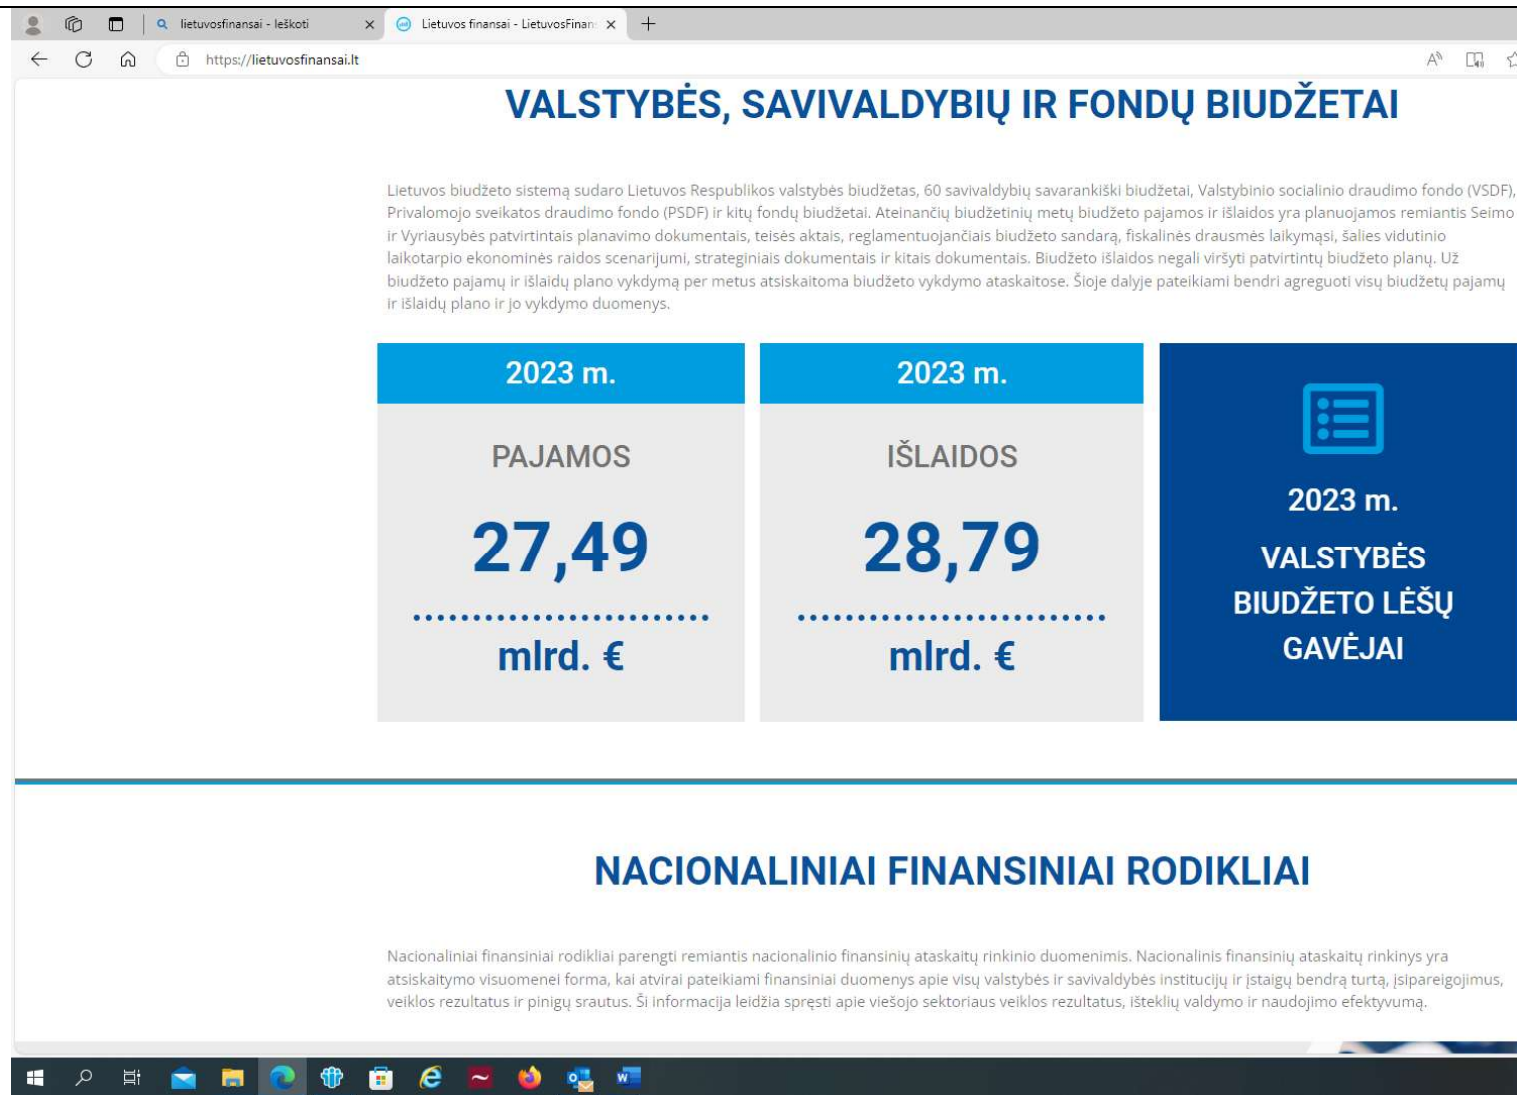 lietuvosfinansai - Ieškoti
Lietuvos finansai - LietuvosFinan
https://lietuvosfinansai.lt
VALSTYBĖS, SAVIVALDYBIŲ IR FONDŲ BIUDŽETAI
Lietuvos biudžeto sistemą sudaro Lietuvos Respublikos valstybės biudžetas, 60 savivaldybių savarankiški biudžetai, Valstybinio socialinio draudimo fondo (VSDF),
Privalomojo sveikatos draudimo fondo (PSDF) ir kitų fondų biudžetai. Ateinančių biudžetinių metų biudžeto pajamos ir išlaidos yra planuojamos remiantis Seimo
ir Vyriausybės patvirtintais planavimo dokumentais, teisės aktais, reglamentuojančiais biudžeto sandarą, fiskalinės drausmės laikymąsi, šalies vidutinio
laikotarpio ekonominės raidos scenarijumi, strateginiais dokumentais ir kitais dokumentais. Biudžeto išlaidos negali viršyti patvirtintų biudžeto planų. Už
biudžeto pajamų ir išlaidų plano vykdymą per metus atsiskaitoma biudžeto vykdymo ataskaitose. Šioje dalyje pateikiami bendri agreguoti visų biudžetų pajamų
ir išlaidų plano ir jo vykdymo duomenys.
2023 m.
PAJAMOS
27,49
mlrd. €
2023 m.
IŠLAIDOS
28,79
mlrd. €
2023 m.
VALSTYBĖS
BIUDŽETO LĖŠŲ
GAVĖJAI
NACIONALINIAI FINANSINIAI RODIKLIAI
Nacionaliniai finansiniai rodikliai parengti remiantis nacionalinio finansinių ataskaitų rinkinio duomenimis. Nacionalinis finansinių ataskaitų rinkinys yra
atsiskaitymo visuomenei forma, kai atvirai pateikiami finansiniai duomenys apie visų valstybės ir savivaldybės institucijų ir įstaigų bendrą turtą, įsipareigojimus,
veiklos rezultatus ir pinigų srautus. Ši informacija leidžia spręsti apie viešojo sektoriaus veiklos rezultatus, išteklių valdymo ir naudojimo efektyvumą.